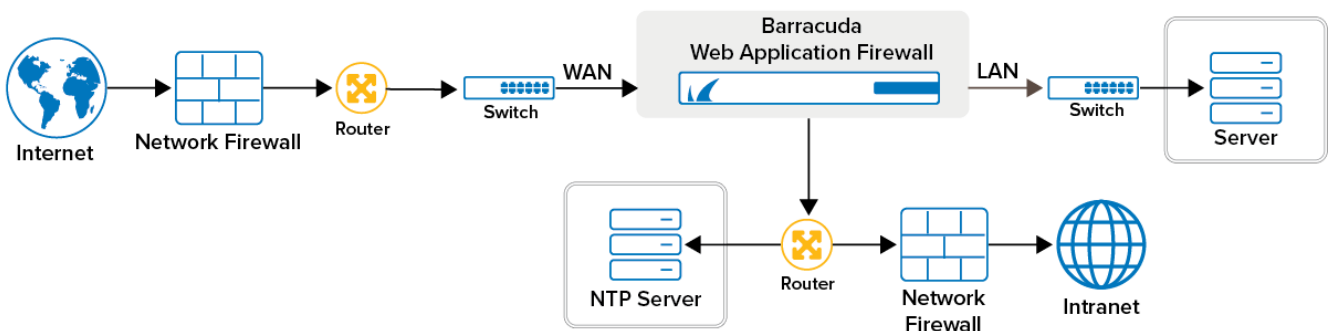 Internet
Network Firewall
Router
Switch
WAN
Barracuda
Web Application Firewall
LAN
Switch
Server
NTP Server
Router
Network
Firewall
Intranet